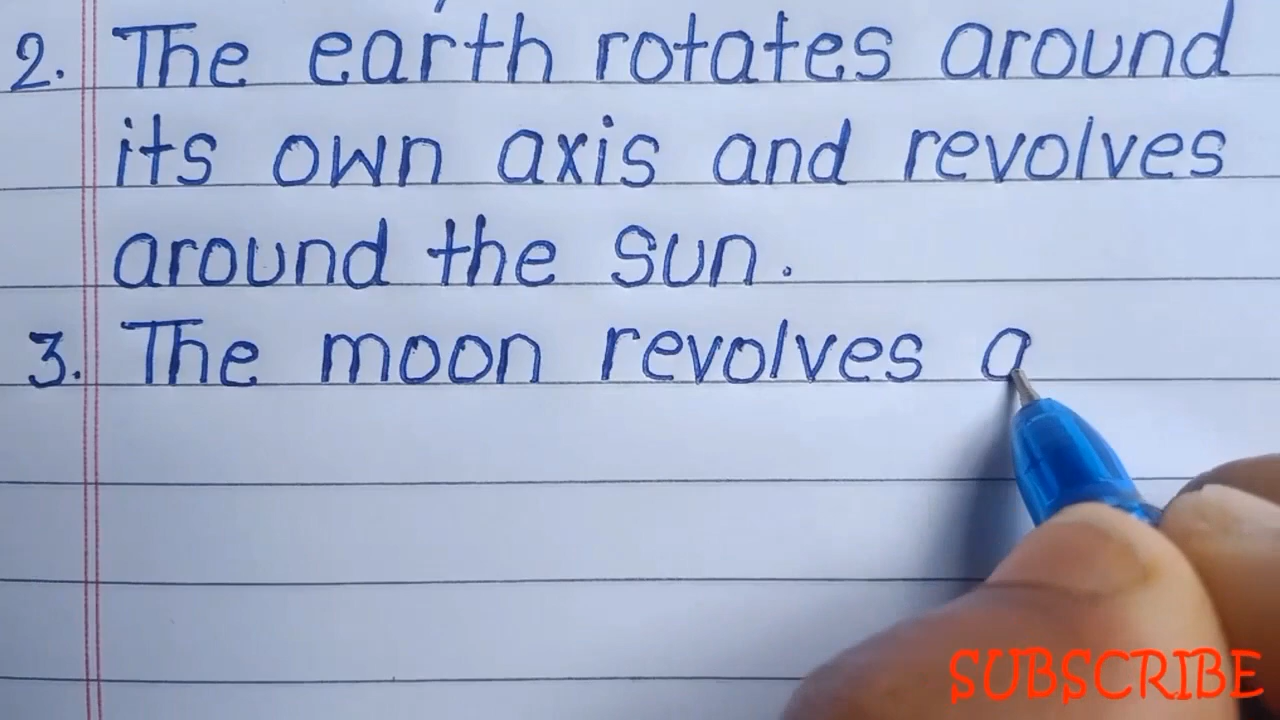 2. The earth rotates around
its own axis and revolves
around the sun.
3. The moon revolves a
SUBSCRIBE